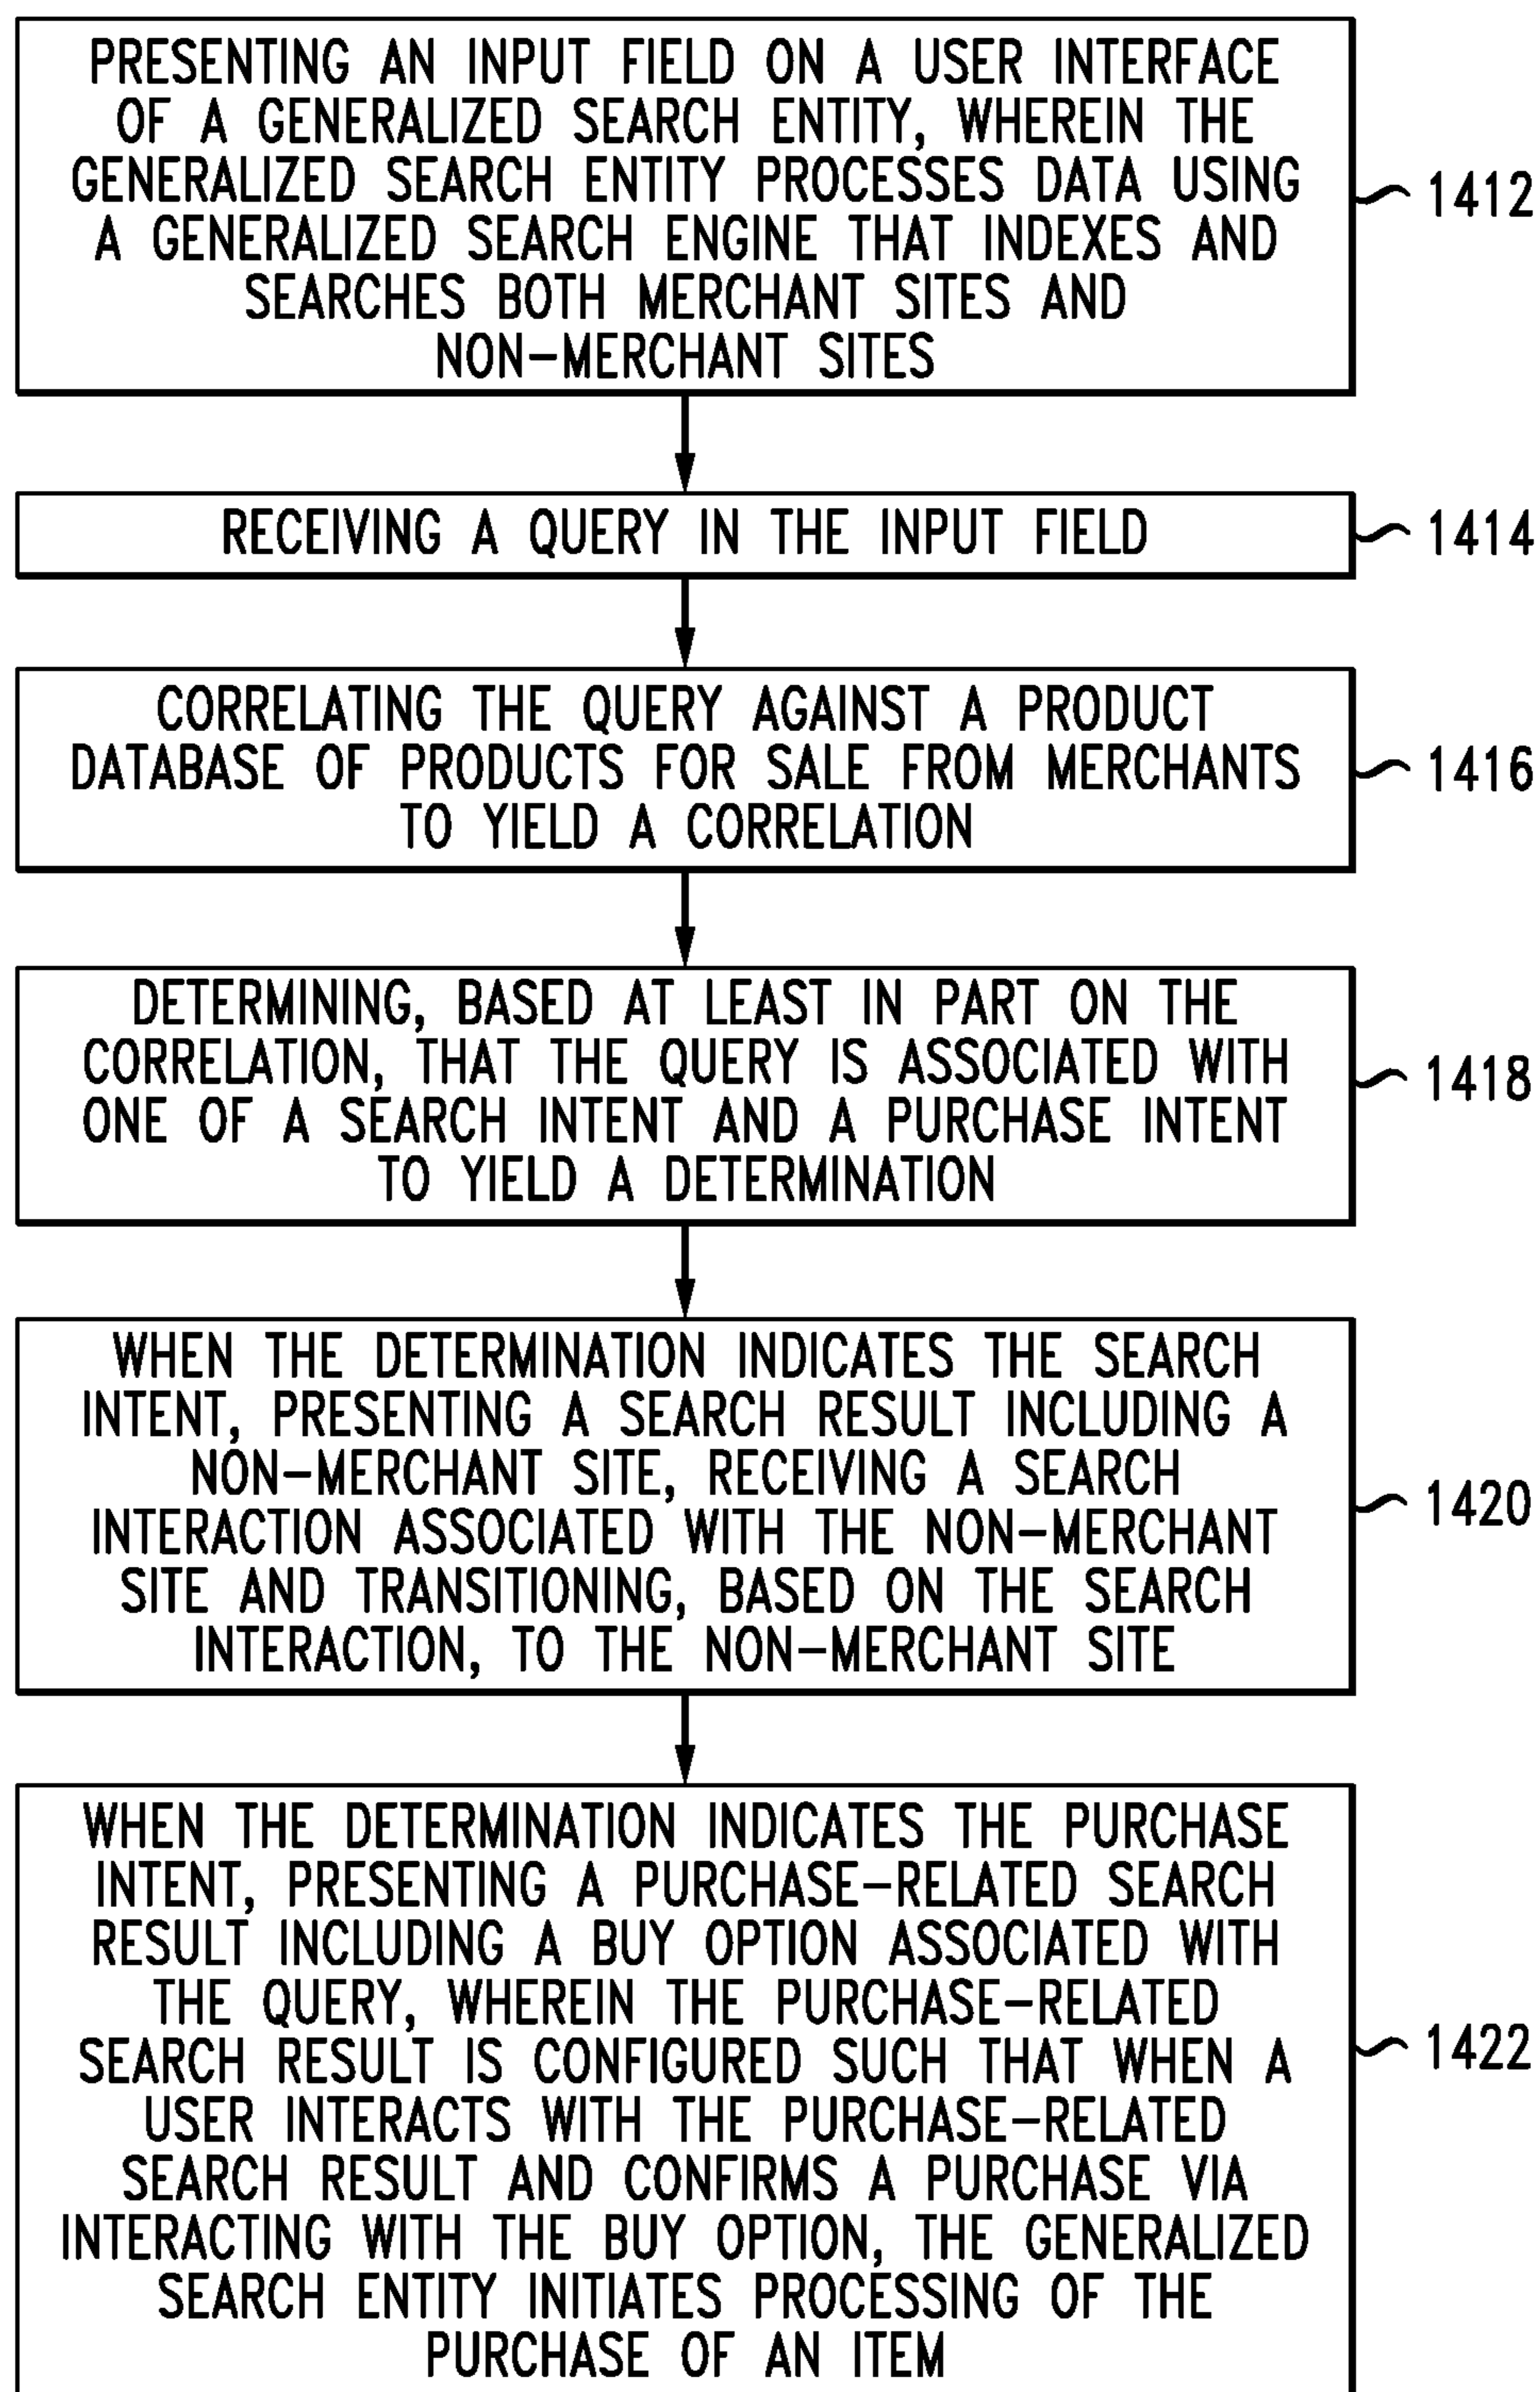 PRESENTING AN INPUT FIELD ON A USER INTERFACE
OF A GENERALIZED SEARCH ENTITY, WHEREIN THE
GENERALIZED SEARCH ENTITY PROCESSES DATA USING
A GENERALIZED SEARCH ENGINE THAT INDEXES AND
SEARCHES BOTH MERCHANT SITES AND
NON-MERCHANT SITES
1412
RECEIVING A QUERY IN THE INPUT FIELD
1414
CORRELATING THE QUERY AGAINST A PRODUCT
DATABASE OF PRODUCTS FOR SALE FROM MERCHANTS
TO YIELD A CORRELATION
1416
DETERMINING, BASED AT LEAST IN PART ON THE
CORRELATION, THAT THE QUERY IS ASSOCIATED WITH
ONE OF A SEARCH INTENT AND A PURCHASE INTENT
TO YIELD A DETERMINATION
1418
WHEN THE DETERMINATION INDICATES THE SEARCH
INTENT, PRESENTING A SEARCH RESULT INCLUDING A
NON-MERCHANT SITE, RECEIVING A SEARCH
INTERACTION ASSOCIATED WITH THE NON-MERCHANT
SITE AND TRANSITIONING, BASED ON THE SEARCH
INTERACTION, TO THE NON-MERCHANT SITE
1420
WHEN THE DETERMINATION INDICATES THE PURCHASE
INTENT, PRESENTING A PURCHASE-RELATED SEARCH
RESULT INCLUDING A BUY OPTION ASSOCIATED WITH
THE QUERY, WHEREIN THE PURCHASE-RELATED
SEARCH RESULT IS CONFIGURED SUCH THAT WHEN A
USER INTERACTS WITH THE PURCHASE-RELATED
SEARCH RESULT AND CONFIRMS A PURCHASE VIA
INTERACTING WITH THE BUY OPTION, THE GENERALIZED
SEARCH ENTITY INITIATES PROCESSING OF THE
PURCHASE OF AN ITEM
1422